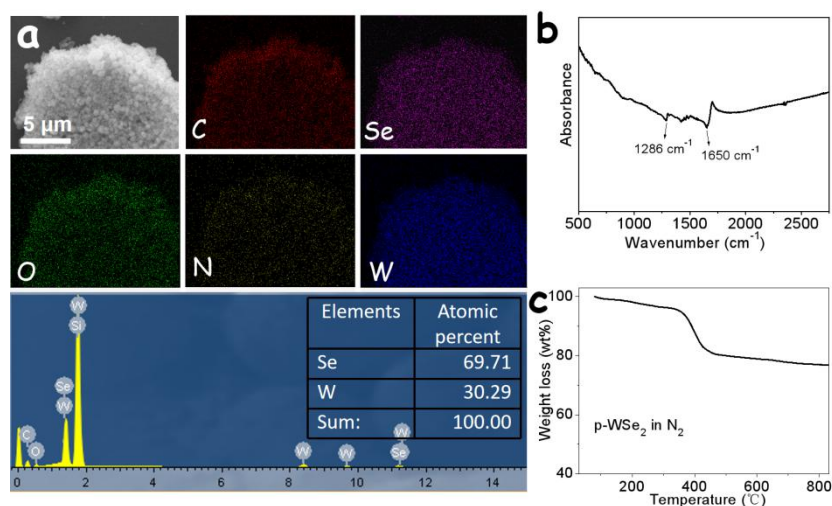 a
5 μm
C
Se
O
N
W
W
Si
Se
W
C
O
W
W
W
Se
0 2 4 6 8 10 12 14
Elements Atomic percent
Se 69.71
W 30.29
Sum: 100.00
b
Absorbance
1286 cm⁻¹
1650 cm⁻¹
500 1000 1500 2000 2500
Wavenumber (cm⁻¹)
c
Weight loss (wt%)
100
80
60
40
p-WSe₂ in N₂
200 400 600 800
Temperature (℃)